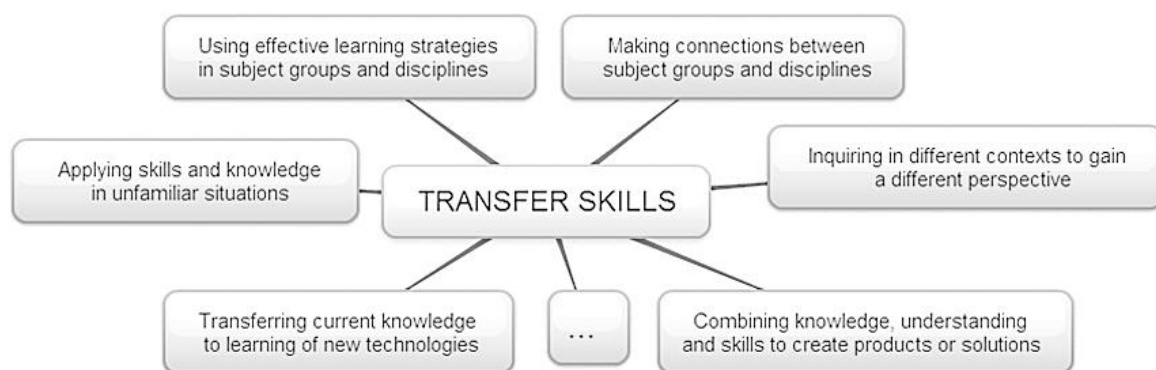 Using effective learning strategies
in subject groups and disciplines
Making connections between
subject groups and disciplines
Applying skills and knowledge
in unfamiliar situations
TRANSFER SKILLS
Inquiring in different contexts to gain
a different perspective
Transferring current knowledge
to learning of new technologies
...
Combining knowledge, understanding
and skills to create products or solutions